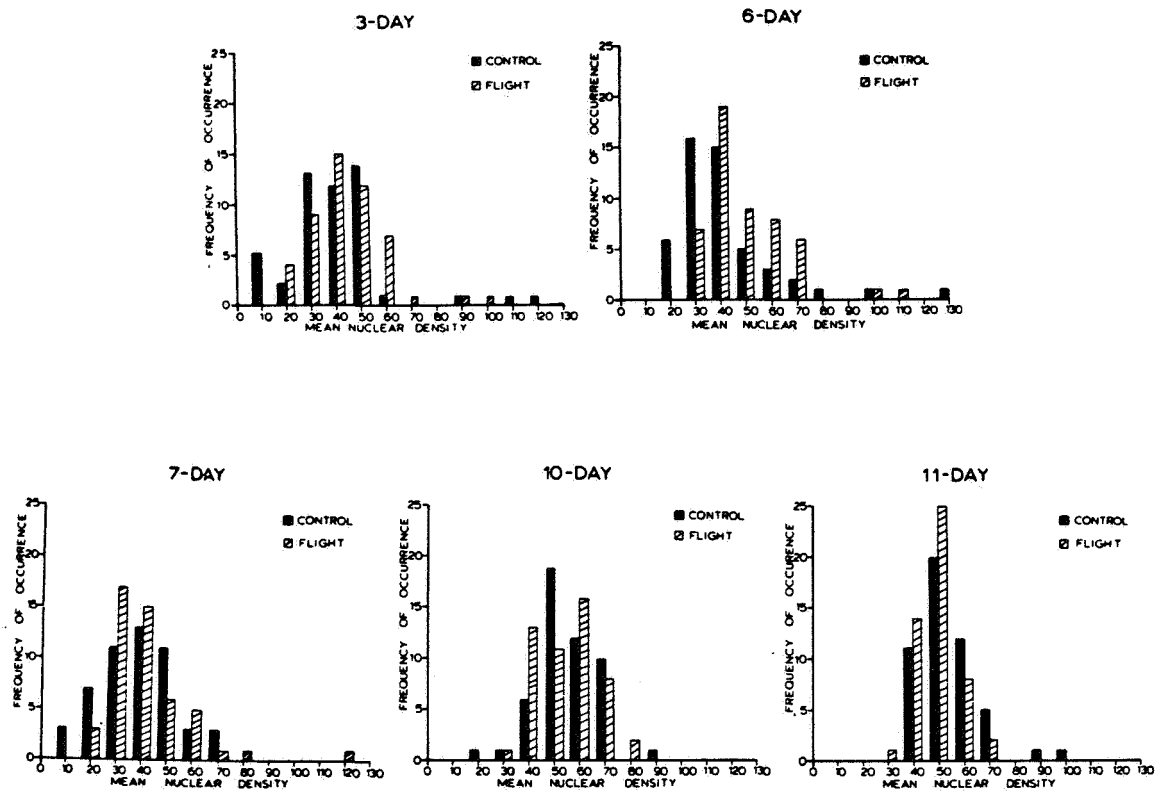 3-DAY
FREQUENCY OF OCCURRENCE
25
20
15
10
5
0
CONTROL
FLIGHT
0 10 20 30 40 50 60 70 80 90 100 110 120 130
MEAN NUCLEAR DENSITY
6-DAY
FREQUENCY OF OCCURRENCE
25
20
15
10
5
0
CONTROL
FLIGHT
0 10 20 30 40 50 60 70 80 90 100 110 120 130
MEAN NUCLEAR DENSITY
7-DAY
FREQUENCY OF OCCURRENCE
25
20
15
10
5
0
CONTROL
FLIGHT
0 10 20 30 40 50 60 70 80 90 100 110 120 130
MEAN NUCLEAR DENSITY
10-DAY
FREQUENCY OF OCCURRENCE
25
20
15
10
5
0
CONTROL
FLIGHT
0 10 20 30 40 50 60 70 80 90 100 110 120 130
MEAN NUCLEAR DENSITY
11-DAY
FREQUENCY OF OCCURRENCE
25
20
15
10
5
0
CONTROL
FLIGHT
0 10 20 30 40 50 60 70 80 90 100 110 120 130
MEAN NUCLEAR DENSITY